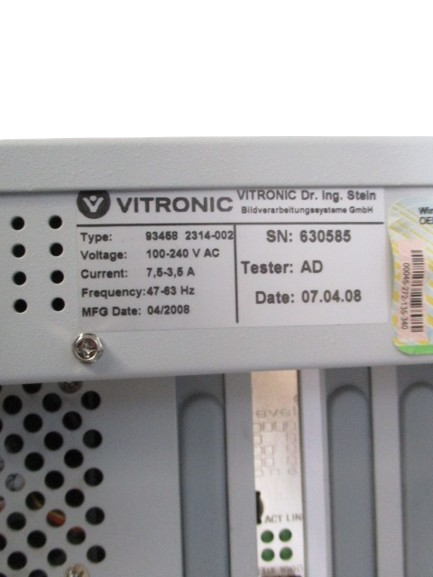 VITRONIC
VITRONIC Dr. Ing. Stein
Bildverarbeitungssysteme GmbH
Type: 93458 2314-002
Voltage: 100-240 V AC
Current: 7,5-3,5 A
Frequency: 47-63 Hz
MFG Date: 04/2008
SN: 630585
Tester: AD
Date: 07.04.08
ACT LIN